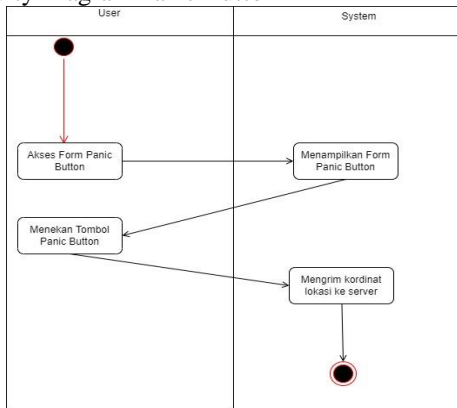 User
System
Akses Form Panic
Button
Menampilkan Form
Panic Button
Menekan Tombol
Panic Button
Mengrim kordinat
lokasi ke server